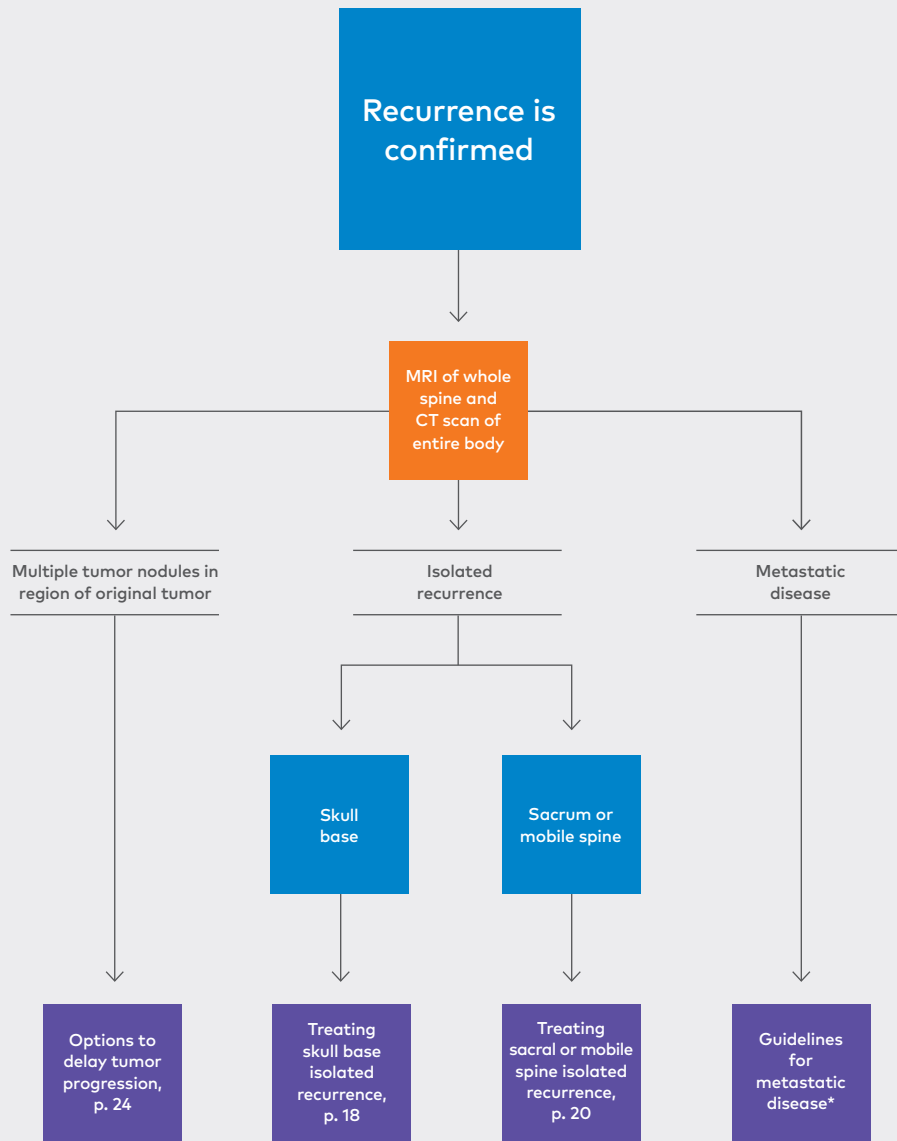 Recurrence is
confirmed
MRI of whole
spine and
CT scan of
entire body
Multiple tumor nodules in
region of original tumor
Isolated
recurrence
Metastatic
disease
Skull
base
Sacrum or
mobile spine
Options to
delay tumor
progression,
p. 24
Treating
skull base
isolated
recurrence,
p. 18
Treating
sacral or mobile
spine isolated
recurrence,
p. 20
Guidelines
for
metastatic
disease*